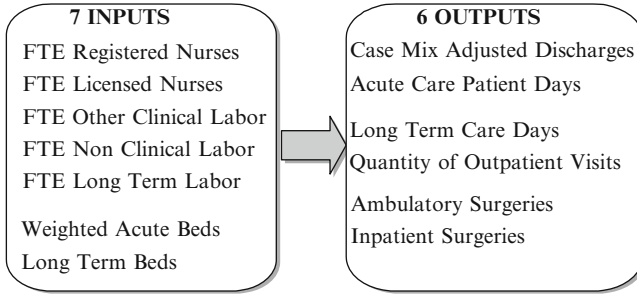 7 INPUTS
FTE Registered Nurses
FTE Licensed Nurses
FTE Other Clinical Labor
FTE Non Clinical Labor
FTE Long Term Labor
Weighted Acute Beds
Long Term Beds
6 OUTPUTS
Case Mix Adjusted Discharges
Acute Care Patient Days
Long Term Care Days
Quantity of Outpatient Visits
Ambulatory Surgeries
Inpatient Surgeries